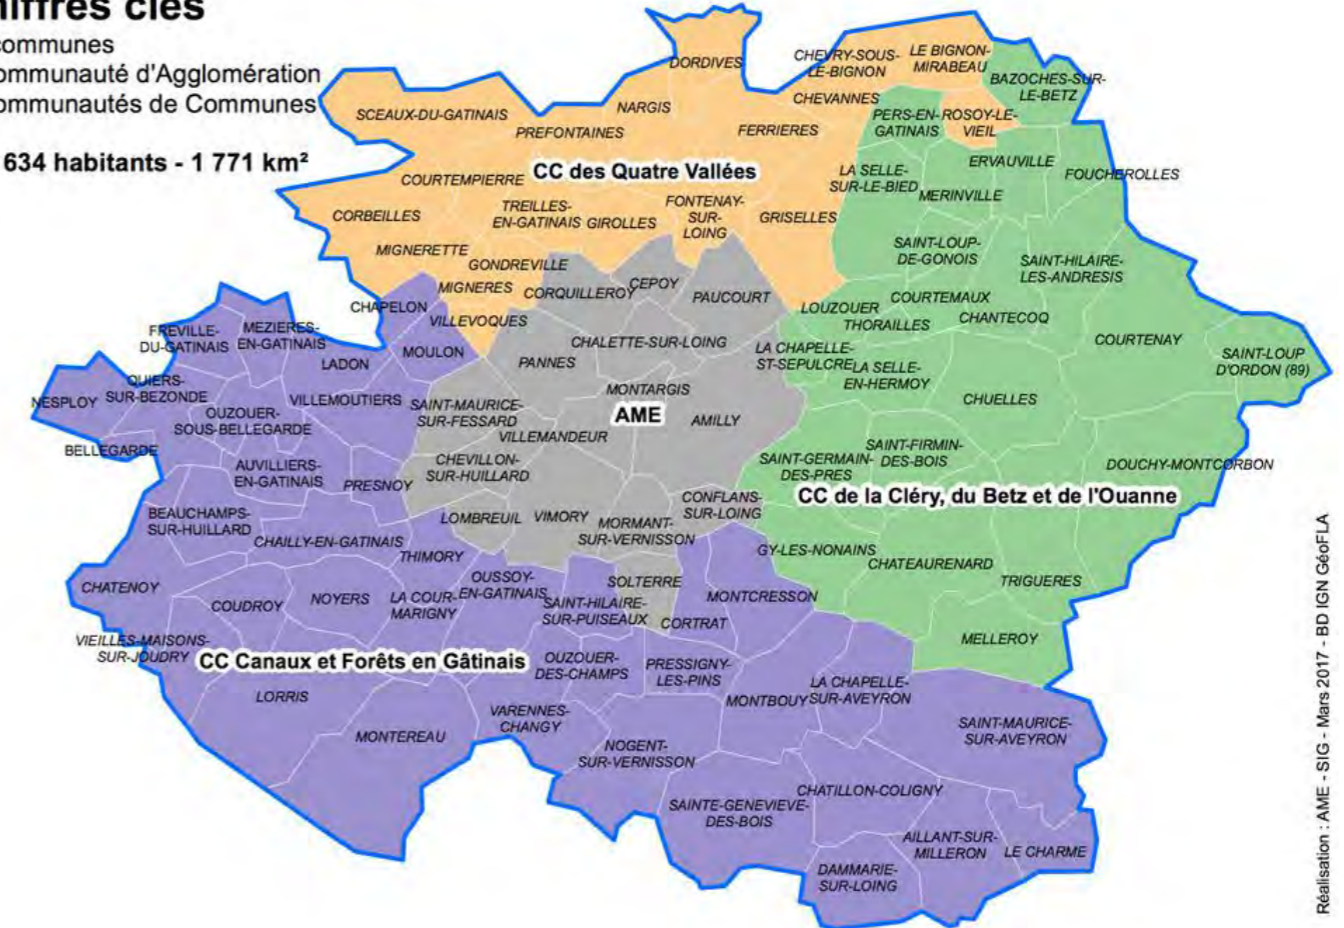 iffres clés
communes
ommunauté d'Agglomération
ommunautés de Communes
634 habitants - 1 771 km²
DORDIVES
CHEVRY-SOUS-
LE-BIGNON
LE BIGNON-
MIRABEAU
BAZOCHES-SUR-
LE-BETZ
SCEAUX-DU-GATINAIS
NARGIS
CHEVANNES
PREFONTAINES
FERRIERES
PERS-EN-
GATINAIS
ROSOY-LE-
VIEIL
CC des Quatre Vallées
ERVAUVILLE
FOUCHEROLLES
LA SELLE-
SUR-LE-BIED
MERINVILLE
COURTEMPIERRE
CORBEILLES
TREILLES-
EN-GATINAIS
GIROLLES
FONTENAY-
SUR-
LOING
GRISELLES
MIGNERETTE
GONDREVILLE
SAINT-LOUP-
DE-GONOIS
SAINT-HILAIRE-
LES-ANDRESIS
MIGNERES
CORQUILLEROY
CEPOY
PAUCOURT
CHAPELON
VILLEVOQUES
LOUZOUER
COURTEMAUX
THORAILLES
CHANTECOQ
FREVILLE-
DU-GATINAIS
MEZIERES-
EN-GATINAIS
LADON
MOULON
PANNES
CHALETTE-SUR-LOING
LA CHAPELLE-
ST-SEPULCRE
LA SELLE-
EN-HERMOY
COURTENAY
SAINT-LOUP
D'ORDON (89)
NESPLOY
QUIERS-
SUR-BEZONDE
OUZOUER-
SOUS-BELLEGARDE
VILLEMOUTIERS
SAINT-MAURICE-
SUR-FESSARD
MONTARGIS
AME
AMILLY
CHUELLES
VILLEMANDEUR
BELLEGARDE
AUVILLIERS-
EN-GATINAIS
PRESNOY
CHEVILLON-
SUR-HUILLARD
SAINT-GERMAIN-
DES-PRES
SAINT-FIRMIN-
DES-BOIS
DOUCHY-MONTCORBON
CC de la Cléry, du Betz et de l'Ouanne
BEAUCHAMPS-
SUR-HUILLARD
CHAILLY-EN-GATINAIS
LOMBREUIL
VIMORY
MORMANT-
SUR-VERNISSON
CONFLANS-
SUR-LOING
THIMORY
GY-LES-NONAINS
CHATEAURENARD
TRIGUERES
CHATENOY
COUDROY
NOYERS
LA COUR-
MARIGNY
OUSSOY-
EN-GATINAIS
SOLTERRE
SAINT-HILAIRE-
SUR-PUISEAUX
CORTRAT
MONTCRESSON
MELLEROY
VIEILLES-MAISONS-
SUR-JOUDRY
CC Canaux et Forêts en Gâtinais
OUZOUER-
DES-CHAMPS
PRESSIGNY-
LES-PINS
LORRIS
MONTBOUY
LA CHAPELLE-
SUR-AVEYRON
MONTEREAU
VARENNES-
CHANGY
SAINT-MAURICE-
SUR-AVEYRON
NOGENT-
SUR-VERNISSON
SAINTE-GENEVIEVE-
DES-BOIS
CHATILLON-COLIGNY
AILLANT-SUR-
MILLERON
LE CHARME
DAMMARIE-
SUR-LOING
Réalisation : AME - SIG - Mars 2017 - BD IGN GéoFLA